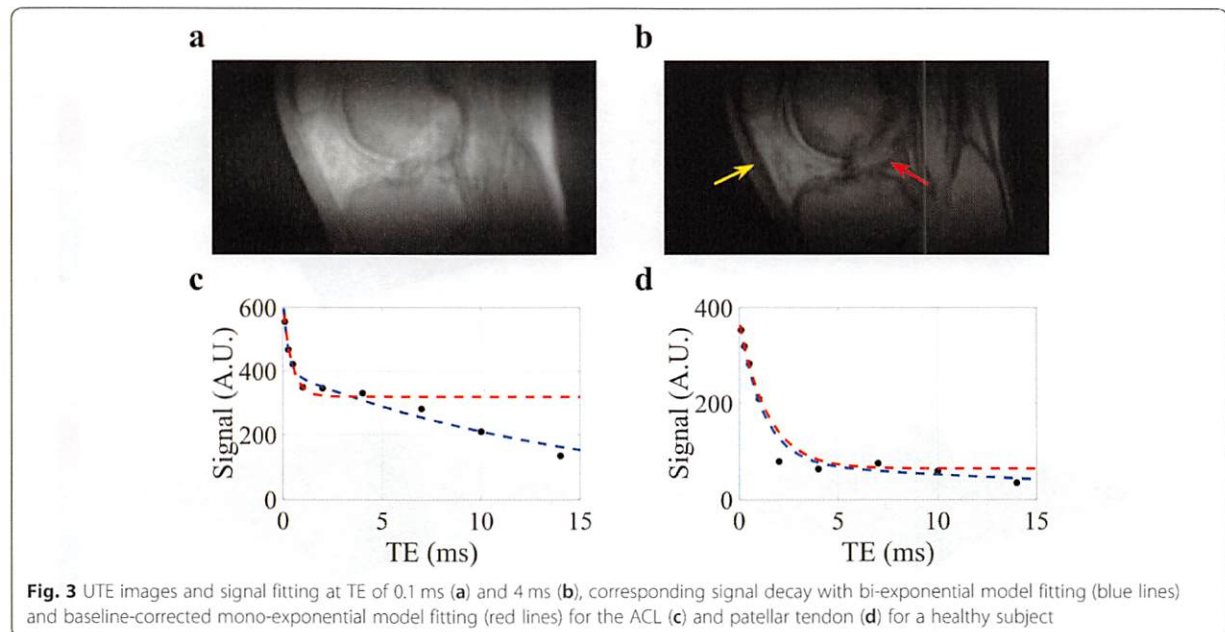 a
b
c
d
600
400
200
0
Signal (A.U.)
0
5
10
15
TE (ms)
400
200
0
Signal (A.U.)
0
5
10
15
TE (ms)
Fig. 3 UTE images and signal fitting at TE of 0.1 ms (a) and 4 ms (b), corresponding signal decay with bi-exponential model fitting (blue lines)
and baseline-corrected mono-exponential model fitting (red lines) for the ACL (c) and patellar tendon (d) for a healthy subject